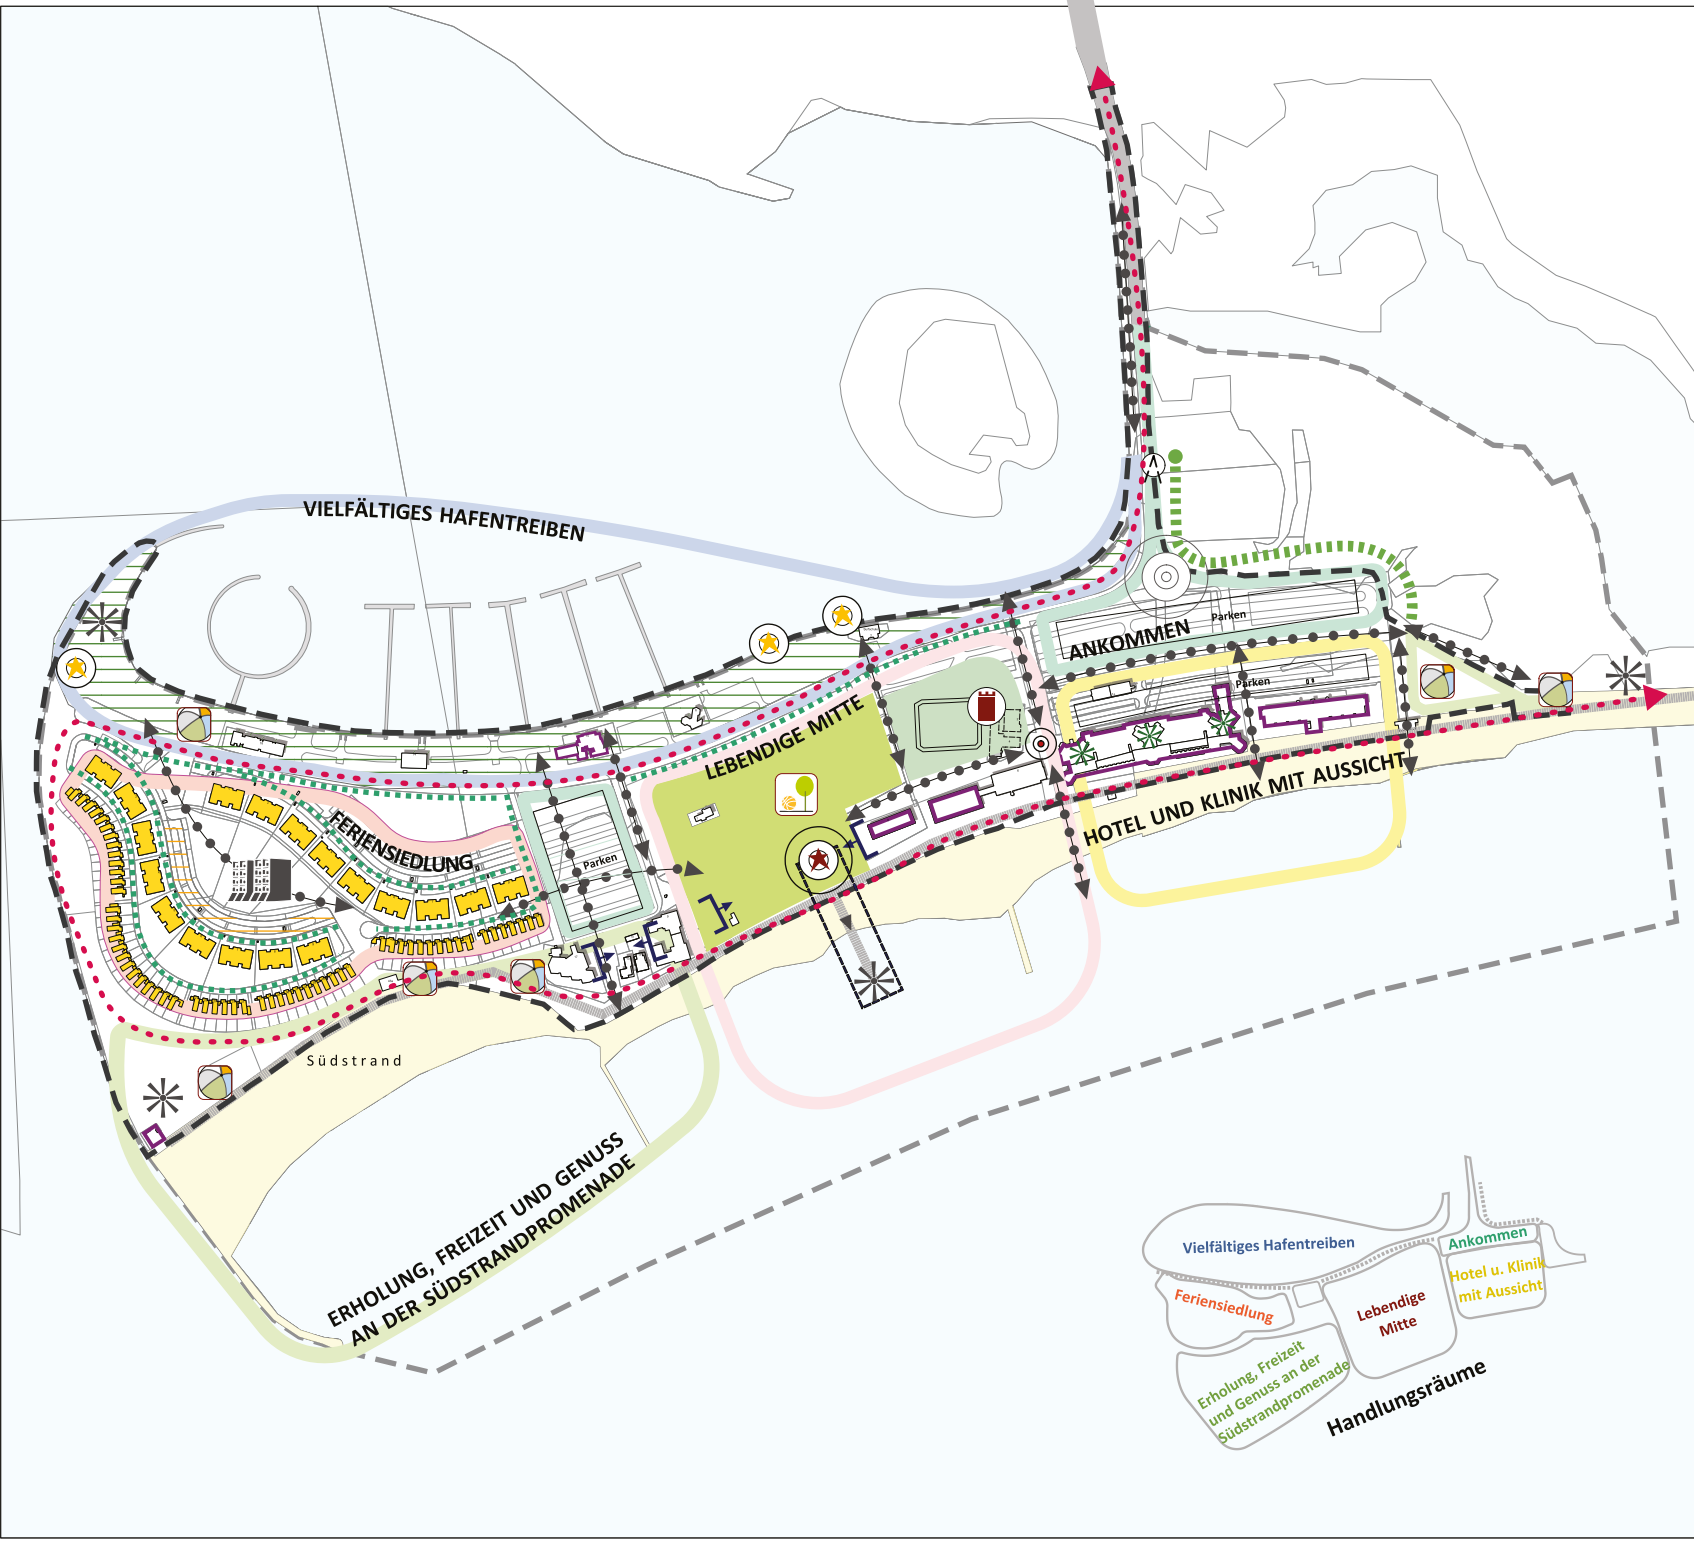 VIELFÄLTIGES HAFENTREIBEN
Parken
ANKOMMEN
Parken
LEBENDIGE MITTE
HOTEL UND KLINIK MIT AUSSICHT
FERIENSIEDLUNG
Parken
Südstrand
ERHOLUNG, FREIZEIT UND GENUSS
AN DER SÜDSTRANDPROMENADE
Vielfältiges Hafentreiben
Ankommen
Hotel u. Klinik
mit Aussicht
Feriensiedlung
Lebendige
Mitte
Erholung, Freizeit
und Genuss an der
Südstrandpromenade
Handlungsräume